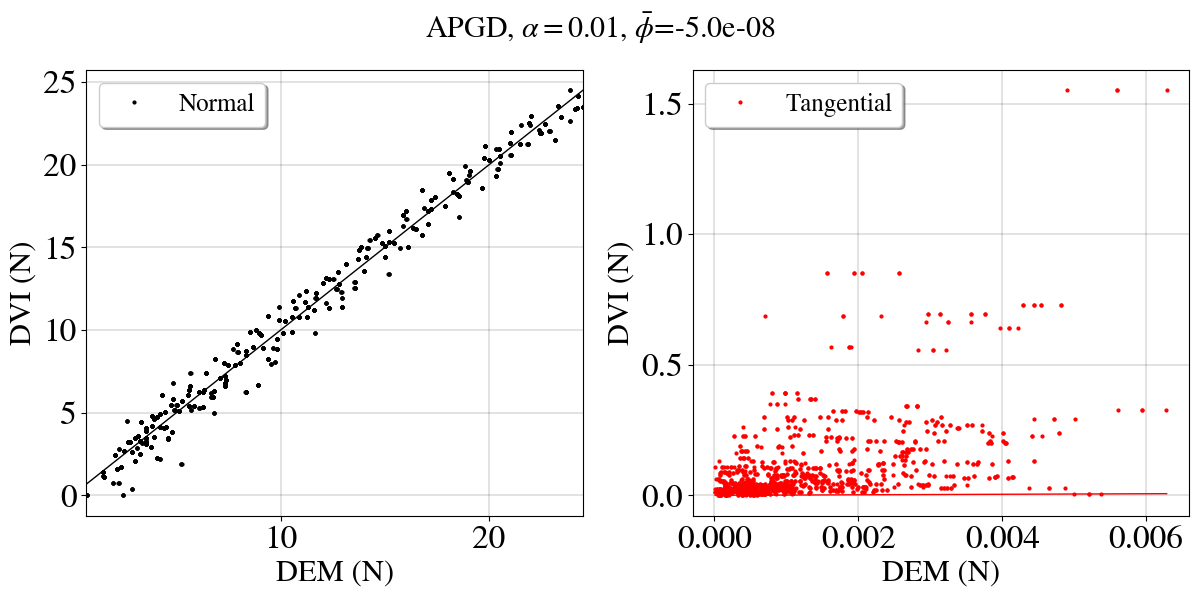 APGD, α = 0.01, ϕ̄=-5.0e-08
Normal
Tangential
25
20
15
10
5
0
10
20
DEM (N)
DVI (N)
1.5
1.0
0.5
0.0
0.000
0.002
0.004
0.006
DEM (N)
DVI (N)